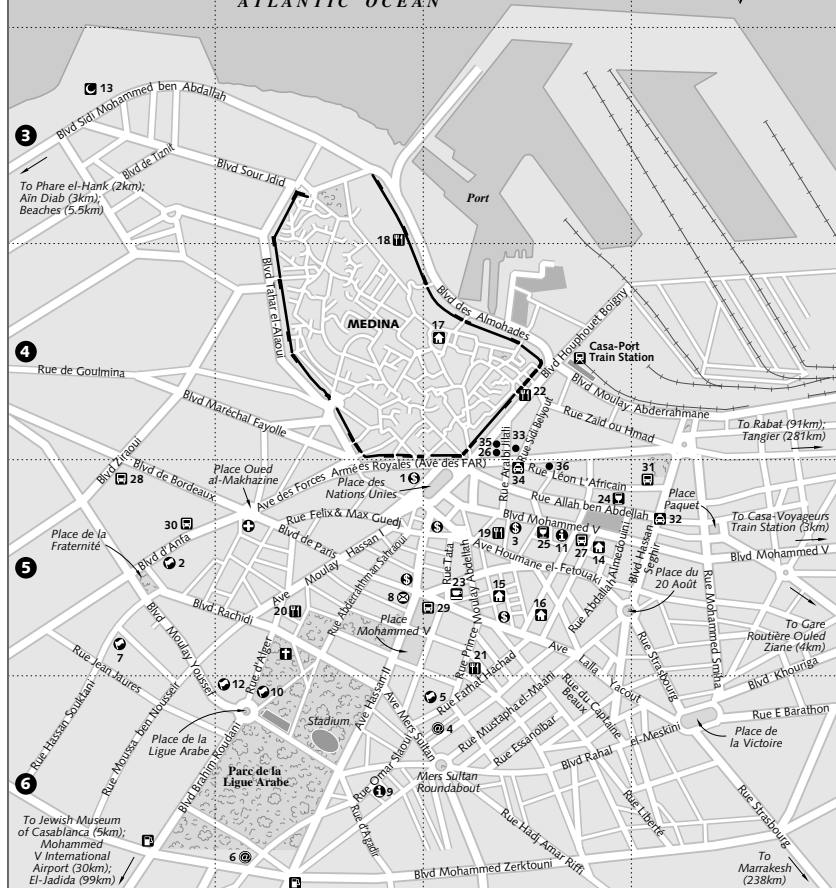 ATLANTIC OCEAN
3
13
Blvd Sidi Mohammed ben Abdallah
Blvd de Tiznit
Blvd Sour Jdid
To Phare el-Hank (2km);
Aïn Diab (3km);
Beaches (5.5km)
Port
18
Blvd Tahar el-Alaoui
Blvd des Almohades
MEDINA
17
4
Blvd Houphouet Boigny
Casa-Port
Train Station
Rue de Goulmina
22
Blvd Moulay Abderrahmane
Blvd Maréchal Fayolle
Rue Zaid ou Hmad
Rue Sidi Belyout
To Rabat (91km);
Tangier (281km)
35
33
26
Rue Araibi Jilali
Blvd Ziraoui
Blvd de Bordeaux
Place Oued
al-Makhazine
Ave des Forces Armées Royales (Ave des FAR)
28
1
Place des
Nations Unies
34
36
Rue Léon L'Africain
31
24
Rue Allah ben Abdellah
Place
Paquet
32
To Casa-Voyageurs
Train Station (3km)
30
Rue Felix & Max Guedj
Blvd de Paris
Place de la
Fraternité
Blvd d'Anfa
2
19
3
Blvd Mohammed V
25
11
27
14
Blvd Hassan
Seghir
Blvd Mohammed V
5
Ave Moulay Hassan I
Rue Abderrahman Sahraoui
Rue Tata
Ave Houmane el-Fetouaki
Rue Abdallah Almedouini
Place du
20 Août
8
23
29
15
16
Blvd Rachidi
20
Place
Mohammed V
Rue Prince Moulay Abdellah
Rue Mohammed Smiha
To Gare
Routière Ouled
Ziane (4km)
7
Blvd Moulay Youssef
Rue d'Alger
21
Ave Lalla Yacout
Rue Strasbourg
Blvd Khouriga
Rue Jean Jaures
12
10
Ave Hassan II
5
Rue Farhat Hachad
Rue Hassan Souktani
Rue Moussa ben Nousseir
Place de la
Ligue Arabe
Stadium
Ave Mers Sultan
4
Rue Mustapha el-Maani
Rue Essanolbar
Rue du Capitaine
Beaux
Rue E Barathon
Place de
la Victoire
Blvd Rahal el-Meskini
Blvd Brahim Roudani
Parc de la
Ligue Arabe
Rue Omar Slaoui
9
Mers Sultan
Roundabout
6
To Jewish Museum
of Casablanca (5km);
Mohammed
V International
Airport (30km);
El-Jadida (99km)
Rue d'Agadir
Rue Hadj Amar Riffi
Rue Liberté
Rue Strasbourg
6
Blvd Mohammed Zerktouni
To
Marrakesh
(238km)